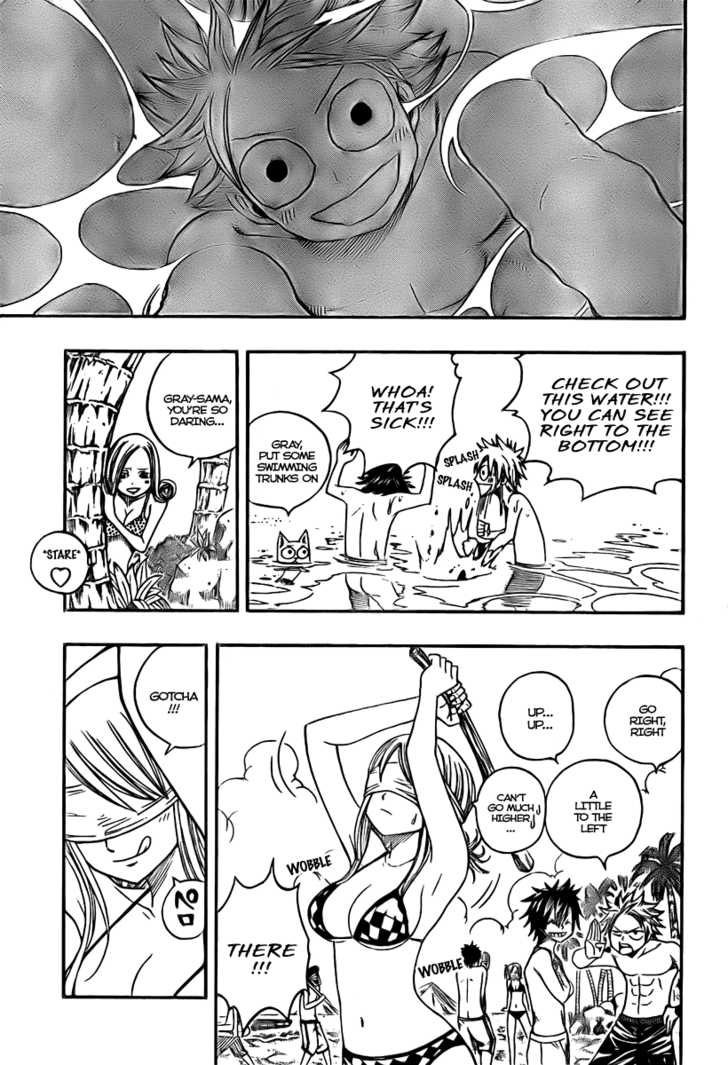 CHECK OUT
THIS WATER!!!
YOU CAN SEE
RIGHT TO THE
BOTTOM!!!
WHOA!
THAT'S
SICK!!!
SPLASH
SPLASH
GRAY,
PUT SOME
SWIMMING
TRUNKS ON
GRAY-SAMA,
YOU'RE SO
DARING...
*STARE*
♡
GO
RIGHT,
RIGHT
UP...
UP...
A
LITTLE
TO THE
LEFT
CAN'T
GO MUCH
HIGHER
...
WOBBLE
WOBBLE
THERE
!!!
GOTCHA
!!!
ペロ